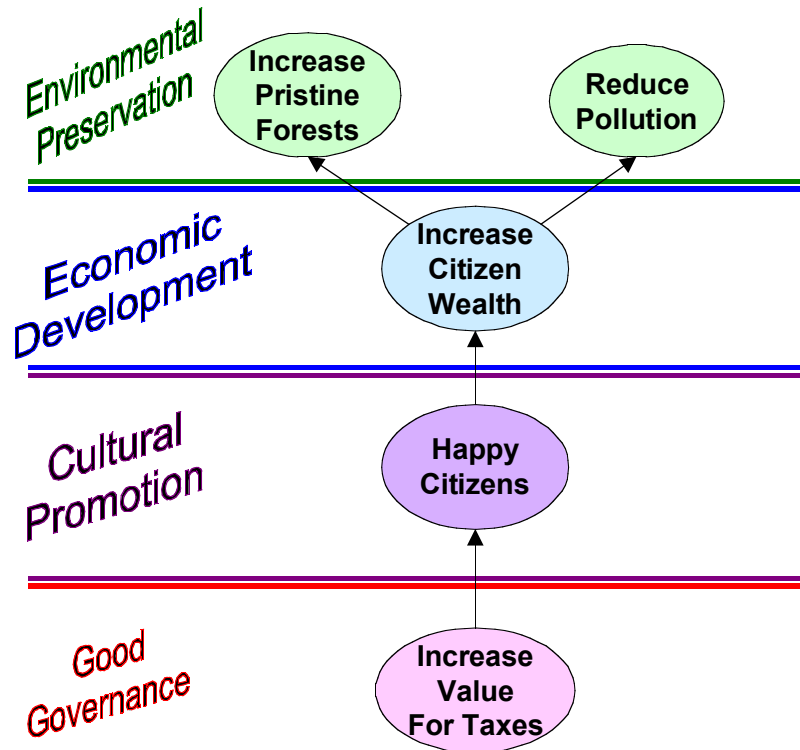 Environmental
Preservation
Increase
Pristine
Forests
Reduce
Pollution
Economic
Development
Increase
Citizen
Wealth
Cultural
Promotion
Happy
Citizens
Good
Governance
Increase
Value
For Taxes